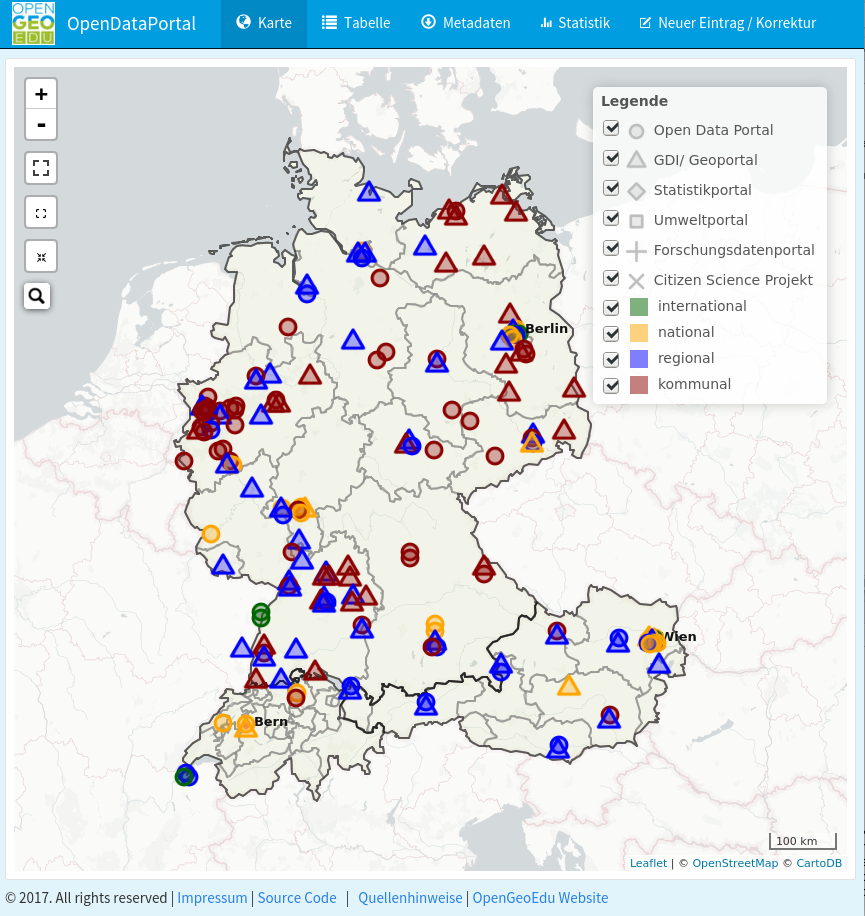 OPEN
GEO
EDU
OpenDataPortal
Karte
Tabelle
Metadaten
Statistik
Neuer Eintrag / Korrektur
+
-
Legende
Open Data Portal
GDI/ Geoportal
Statistikportal
Umweltportal
Forschungsdatenportal
Citizen Science Projekt
international
national
regional
kommunal
Berlin
Wien
Bern
100 km
Leaflet | © OpenStreetMap © CartoDB
© 2017. All rights reserved | Impressum | Source Code | Quellenhinweise | OpenGeoEdu Website